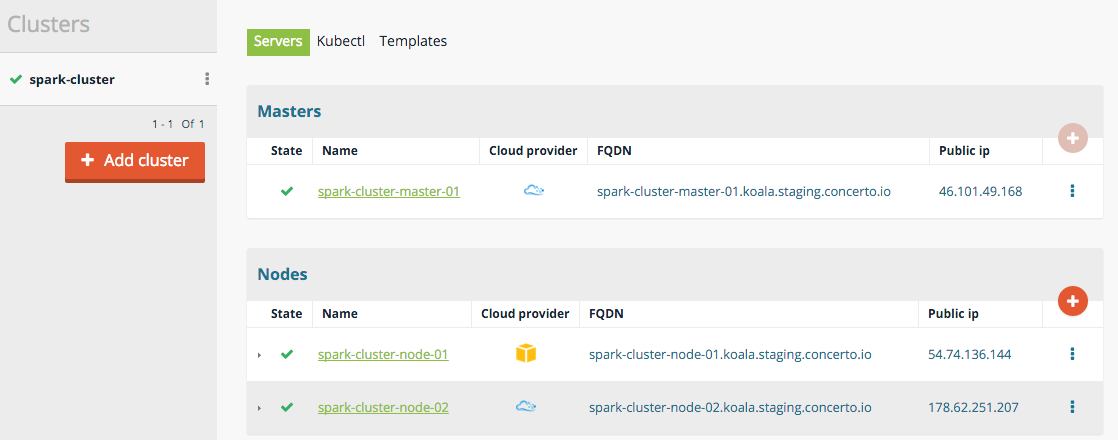 Clusters
spark-cluster
1 - 1 Of 1
Add cluster
Servers Kubectl Templates
Masters
State Name Cloud provider FQDN Public ip
spark-cluster-master-01 spark-cluster-master-01.koala.staging.concerto.io 46.101.49.168
Nodes
State Name Cloud provider FQDN Public ip
spark-cluster-node-01 spark-cluster-node-01.koala.staging.concerto.io 54.74.136.144
spark-cluster-node-02 spark-cluster-node-02.koala.staging.concerto.io 178.62.251.207